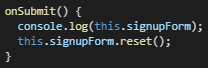 onSubmit() {
  console.log(this.signupForm);
  this.signupForm.reset();
}